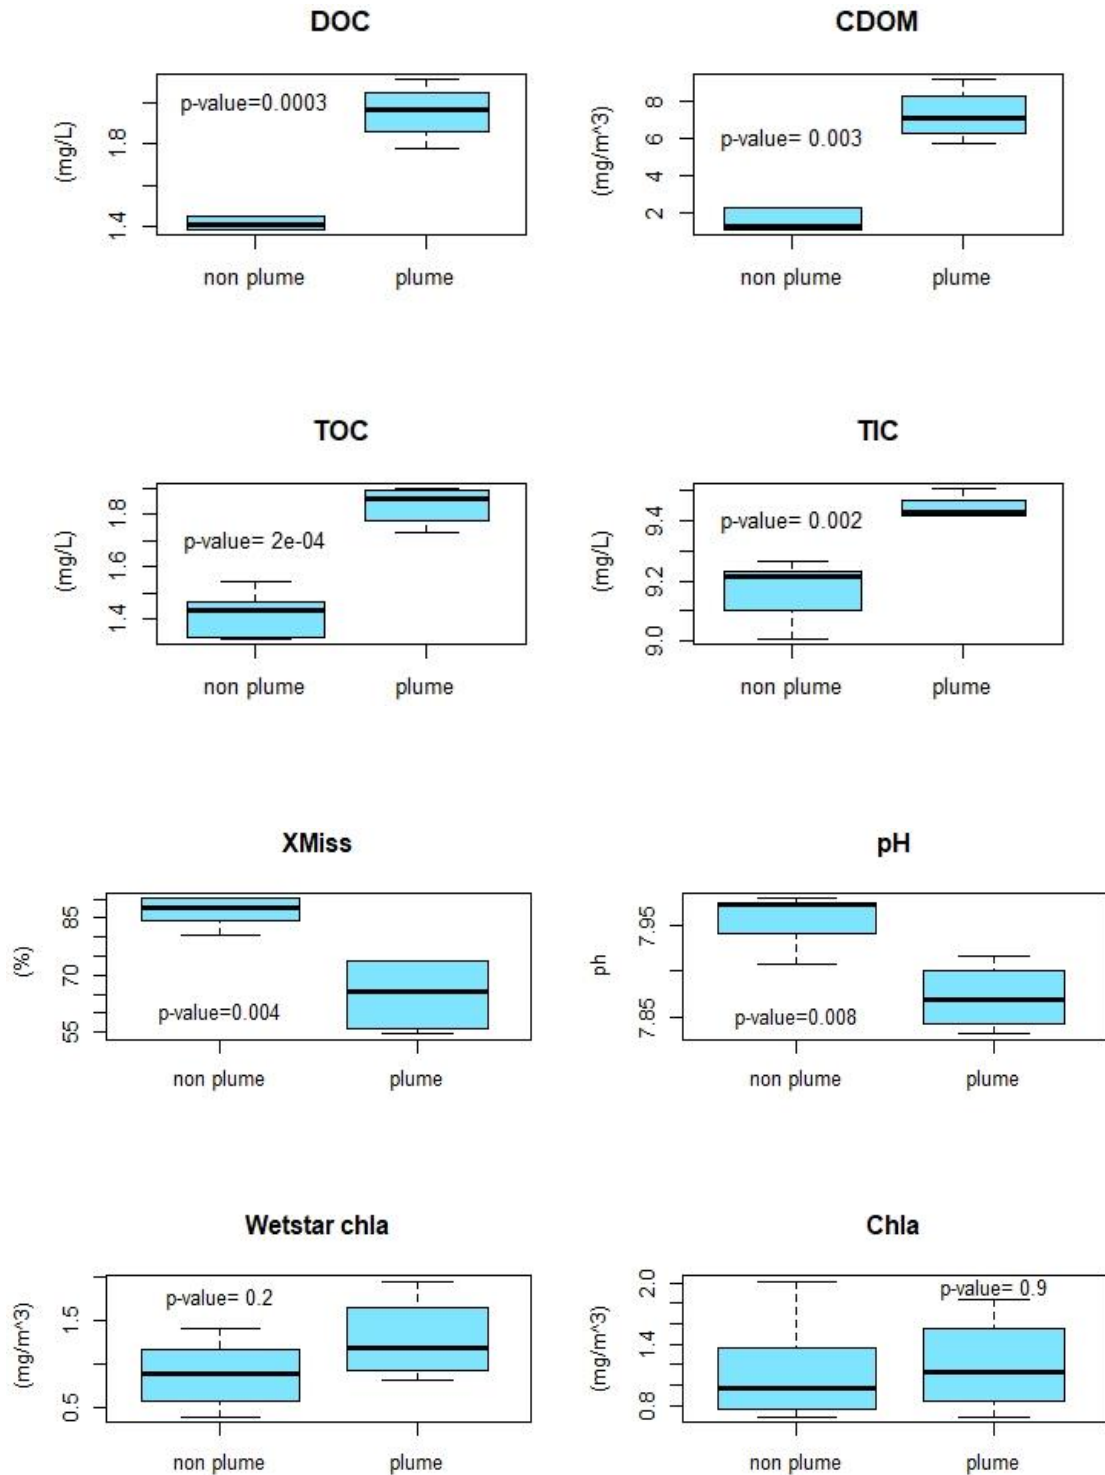 DOC
(mg/L)
1.8
1.4
p-value=0.0003
non plume
plume
CDOM
(mg/m^3)
8
6
4
2
p-value= 0.003
non plume
plume
TOC
(mg/L)
1.8
1.6
1.4
p-value= 2e-04
non plume
plume
TIC
(mg/L)
9.4
9.2
9.0
p-value= 0.002
non plume
plume
XMiss
(%)
85
70
55
p-value=0.004
non plume
plume
pH
ph
7.95
7.85
p-value=0.008
non plume
plume
Wetstar chla
(mg/m^3)
1.5
0.5
p-value= 0.2
non plume
plume
Chla
(mg/m^3)
2.0
1.4
0.8
p-value= 0.9
non plume
plume